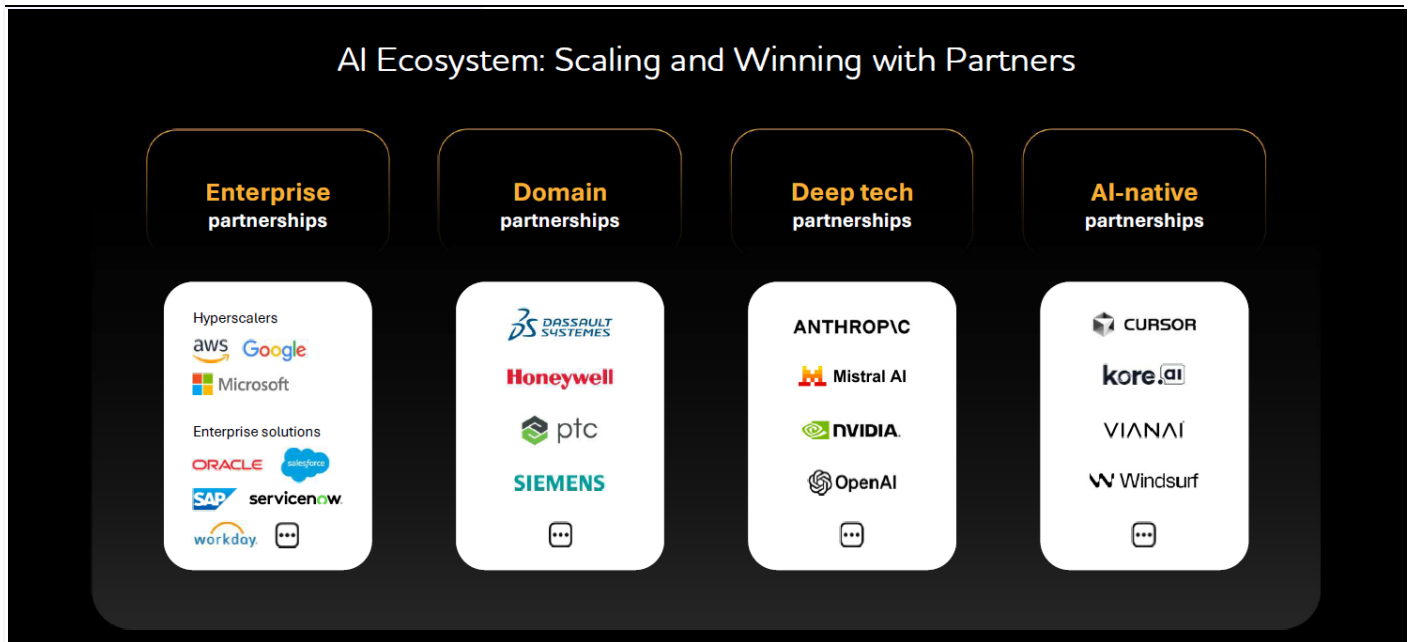 AI Ecosystem: Scaling and Winning with Partners
Enterprise
partnerships
Hyperscalers
aws Google
Microsoft
Enterprise solutions
ORACLE salesforce
SAP servicenow
workday
Domain
partnerships
DASSAULT
SYSTEMES
Honeywell
ptc
SIEMENS
Deep tech
partnerships
ANTHROP\C
Mistral AI
NVIDIA
OpenAI
AI-native
partnerships
CURSOR
kore.ai
VIANAI
Windsurf